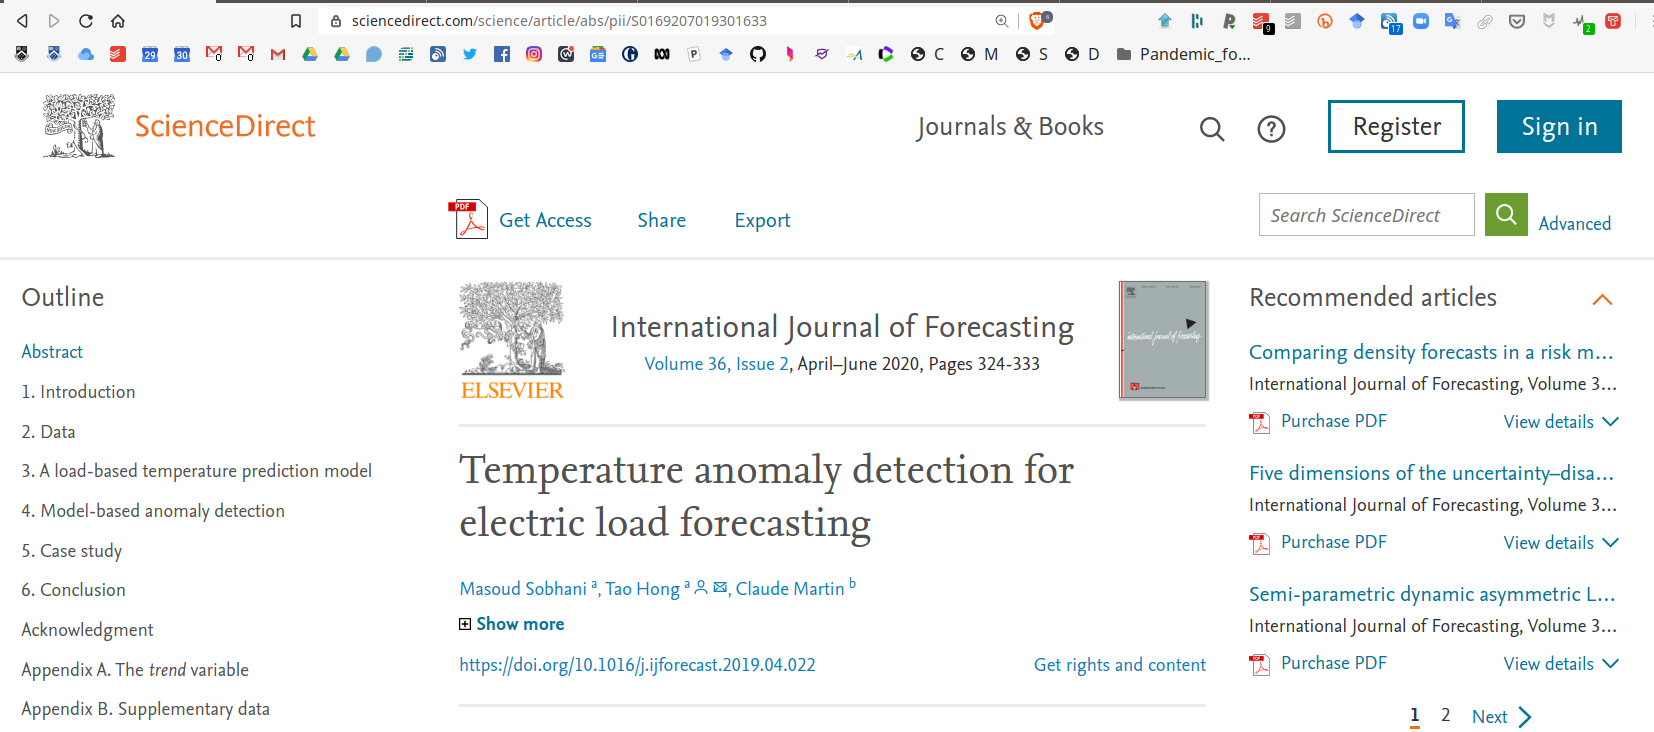 sciencedirect.com/science/article/abs/pii/S0169207019301633
C M S D Pandemic_fo...
ScienceDirect
Journals & Books
Register
Sign in
Get Access
Share
Export
Search ScienceDirect
Advanced
Outline
Abstract
1. Introduction
2. Data
3. A load-based temperature prediction model
4. Model-based anomaly detection
5. Case study
6. Conclusion
Acknowledgment
Appendix A. The trend variable
Appendix B. Supplementary data
ELSEVIER
International Journal of Forecasting
Volume 36, Issue 2, April–June 2020, Pages 324-333
international journal of forecasting
Temperature anomaly detection for
electric load forecasting
Masoud Sobhani a, Tao Hong a, Claude Martin b
Show more
https://doi.org/10.1016/j.ijforecast.2019.04.022
Get rights and content
Recommended articles
Comparing density forecasts in a risk m...
International Journal of Forecasting, Volume 3...
Purchase PDF
View details
Five dimensions of the uncertainty–disa...
International Journal of Forecasting, Volume 3...
Purchase PDF
View details
Semi-parametric dynamic asymmetric L...
International Journal of Forecasting, Volume 3...
Purchase PDF
View details
1 2 Next